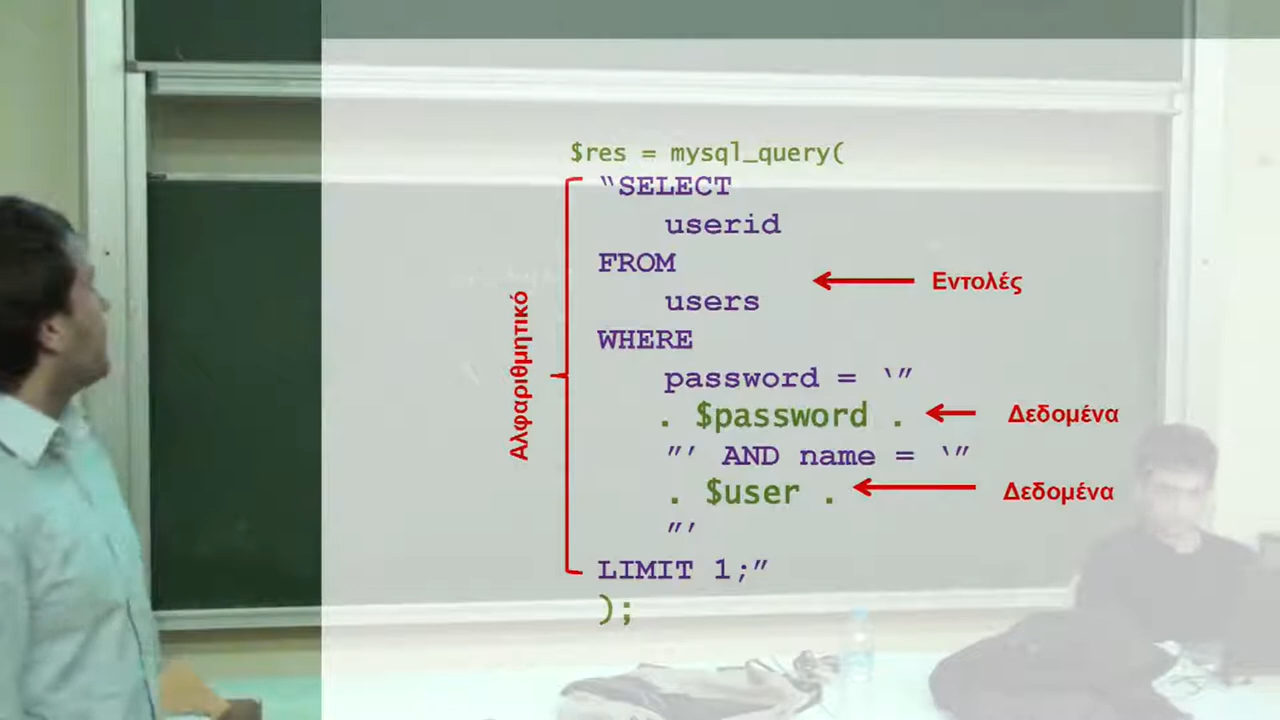 $res = mysql_query(
“SELECT
userid
FROM
users
WHERE
password = ‘”
. $password .
”’ AND name = ‘”
. $user .
”’
LIMIT 1;”
);
Αλφαριθμητικό
Εντολές
Δεδομένα
Δεδομένα